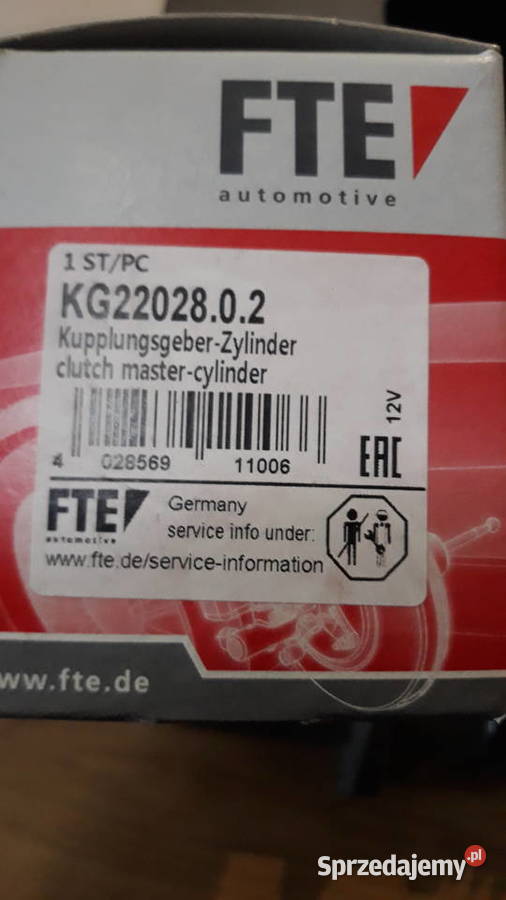 FTE
automotive
1 ST/PC
KG22028.0.2
Kupplungsgeber-Zylinder
clutch master-cylinder
12V
4 028569 11006
EAC
FTE
automotive
Germany
service info under:
www.fte.de/service-information
ww.fte.de
Sprzedajemy.pl